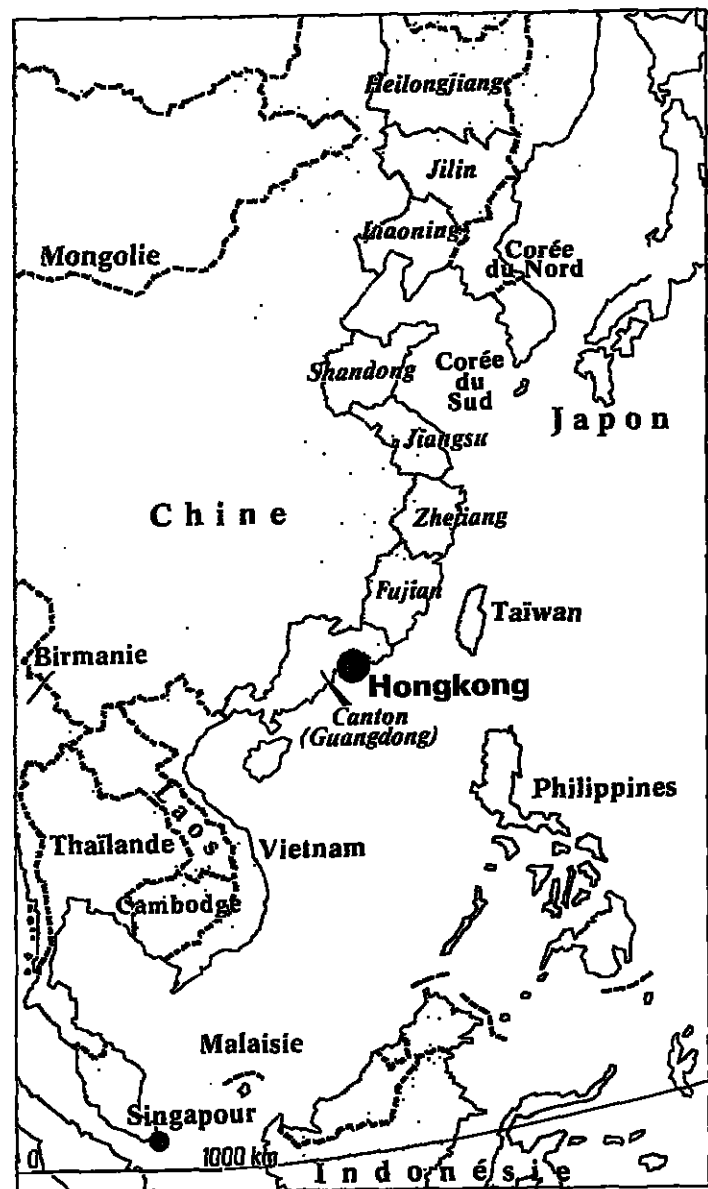 Heilongjiang
Jilin
Liaoning
Mongolie
Corée
du Nord
Shandong
Corée
du
Sud
Japon
Jiangsu
Chine
Zhejiang
Fujian
Taïwan
Birmanie
Hongkong
Canton
(Guangdong)
Philippines
Laos
Thaïlande
Vietnam
Cambodge
Malaisie
Singapour
0 1000 km
Indonésie